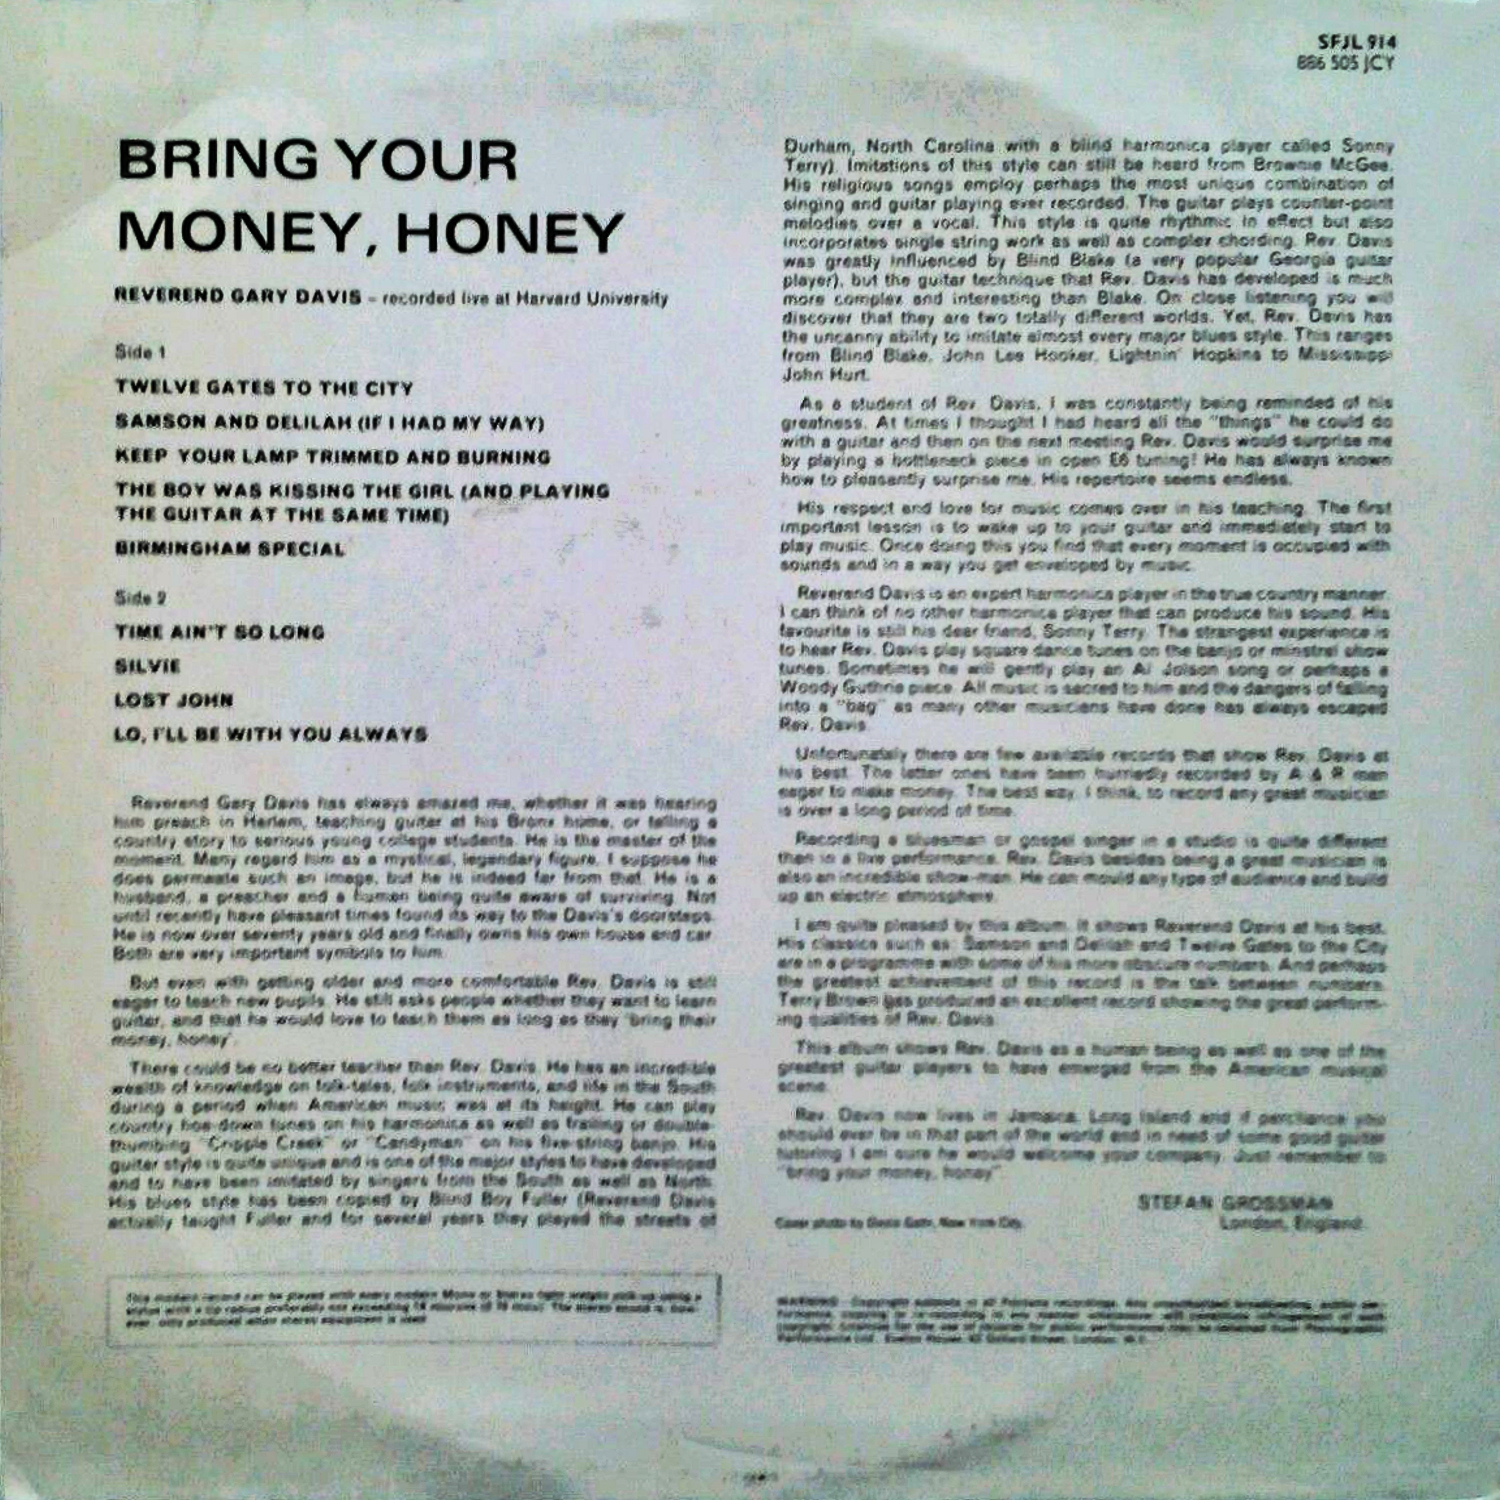 SFJL 914
886 505 JCY
BRING YOUR
MONEY, HONEY
REVEREND GARY DAVIS – recorded live at Harvard University
Side 1
TWELVE GATES TO THE CITY
SAMSON AND DELILAH (IF I HAD MY WAY)
KEEP YOUR LAMP TRIMMED AND BURNING
THE BOY WAS KISSING THE GIRL (AND PLAYING
THE GUITAR AT THE SAME TIME)
BIRMINGHAM SPECIAL
Side 2
TIME AIN'T SO LONG
SILVIE
LOST JOHN
LO, I'LL BE WITH YOU ALWAYS
Reverend Gary Davis has always amazed me, whether it was hearing
him preach in Harlem, teaching guitar at his Bronx home, or telling a
country story to serious young college students. He is the master of the
moment. Many regard him as a mystical, legendary figure. I suppose he
does permeate such an image, but he is indeed far from that. He is a
husband, a preacher and a human being quite aware of surviving. Not
until recently have pleasant times found its way to the Davis's doorsteps.
He is now over seventy years old and finally owns his own house and car.
Both are very important symbols to him.
But even with getting older and more comfortable Rev. Davis is still
eager to teach new pupils. He still asks people whether they want to learn
guitar, and that he would love to teach them as long as they 'bring their
money, honey'.
There could be no better teacher than Rev. Davis. He has an incredible
wealth of knowledge on folk-tales, folk instruments, and life in the South
during a period when American music was at its height. He can play
country hoe-down tunes on his harmonica as well as frailing or double-
thumbing "Cripple Creek" or "Candyman" on his five-string banjo. His
guitar style is quite unique and is one of the major styles to have developed
and to have been imitated by singers from the South as well as North.
His blues style has been copied by Blind Boy Fuller (Reverend Davis
actually taught Fuller and for several years they played the streets of
Durham, North Carolina with a blind harmonica player called Sonny
Terry). Imitations of this style can still be heard from Brownie McGee.
His religious songs employ perhaps the most unique combination of
singing and guitar playing ever recorded. The guitar plays counter-point
melodies over a vocal. This style is quite rhythmic in effect but also
incorporates single string work as well as complex chording. Rev. Davis
was greatly influenced by Blind Blake (a very popular Georgia guitar
player), but the guitar technique that Rev. Davis has developed is much
more complex and interesting than Blake. On close listening you will
discover that they are two totally different worlds. Yet, Rev. Davis has
the uncanny ability to imitate almost every major blues style. This ranges
from Blind Blake, John Lee Hooker, Lightnin' Hopkins to Mississippi
John Hurt.
As a student of Rev. Davis, I was constantly being reminded of his
greatness. At times I thought I had heard all the "things" he could do
with a guitar and then on the next meeting Rev. Davis would surprise me
by playing a bottleneck piece in open E6 tuning! He has always known
how to pleasantly surprise me. His repertoire seems endless.
His respect and love for music comes over in his teaching. The first
important lesson is to wake up to your guitar and immediately start to
play music. Once doing this you find that every moment is occupied with
sounds and in a way you get enveloped by music.
Reverend Davis is an expert harmonica player in the true country manner.
I can think of no other harmonica player that can produce his sound. His
favourite is still his dear friend, Sonny Terry. The strangest experience is
to hear Rev. Davis play square dance tunes on the banjo or minstrel show
tunes. Sometimes he will gently play an Al Jolson song or perhaps a
Woody Guthrie piece. All music is sacred to him and the dangers of falling
into a "bag" as many other musicians have done has always escaped
Rev. Davis.
Unfortunately there are few available records that show Rev. Davis at
his best. The latter ones have been hurriedly recorded by A & R men
eager to make money. The best way, I think, to record any great musician
is over a long period of time.
Recording a bluesman or gospel singer in a studio is quite different
than in a live performance. Rev. Davis besides being a great musician is
also an incredible show-man. He can mould any type of audience and build
up an electric atmosphere.
I am quite pleased by this album. It shows Reverend Davis at his best.
His classics such as: Samson and Delilah and Twelve Gates to the City
are in a programme with some of his more obscure numbers. And perhaps
the greatest achievement of this record is the talk between numbers.
Terry Brown has produced an excellent record showing the great perform-
ing qualities of Rev. Davis.
This album shows Rev. Davis as a human being as well as one of the
greatest guitar players to have emerged from the American musical
scene.
Rev. Davis now lives in Jamaica, Long Island and if perchance you
should ever be in that part of the world and in need of some good guitar
tutoring I am sure he would welcome your company. Just remember to
"bring your money, honey".
STEFAN GROSSMAN
London, England
Cover photo by New York City
This modern record can be played with every modern Mono or Stereo light-weight pick-up using a